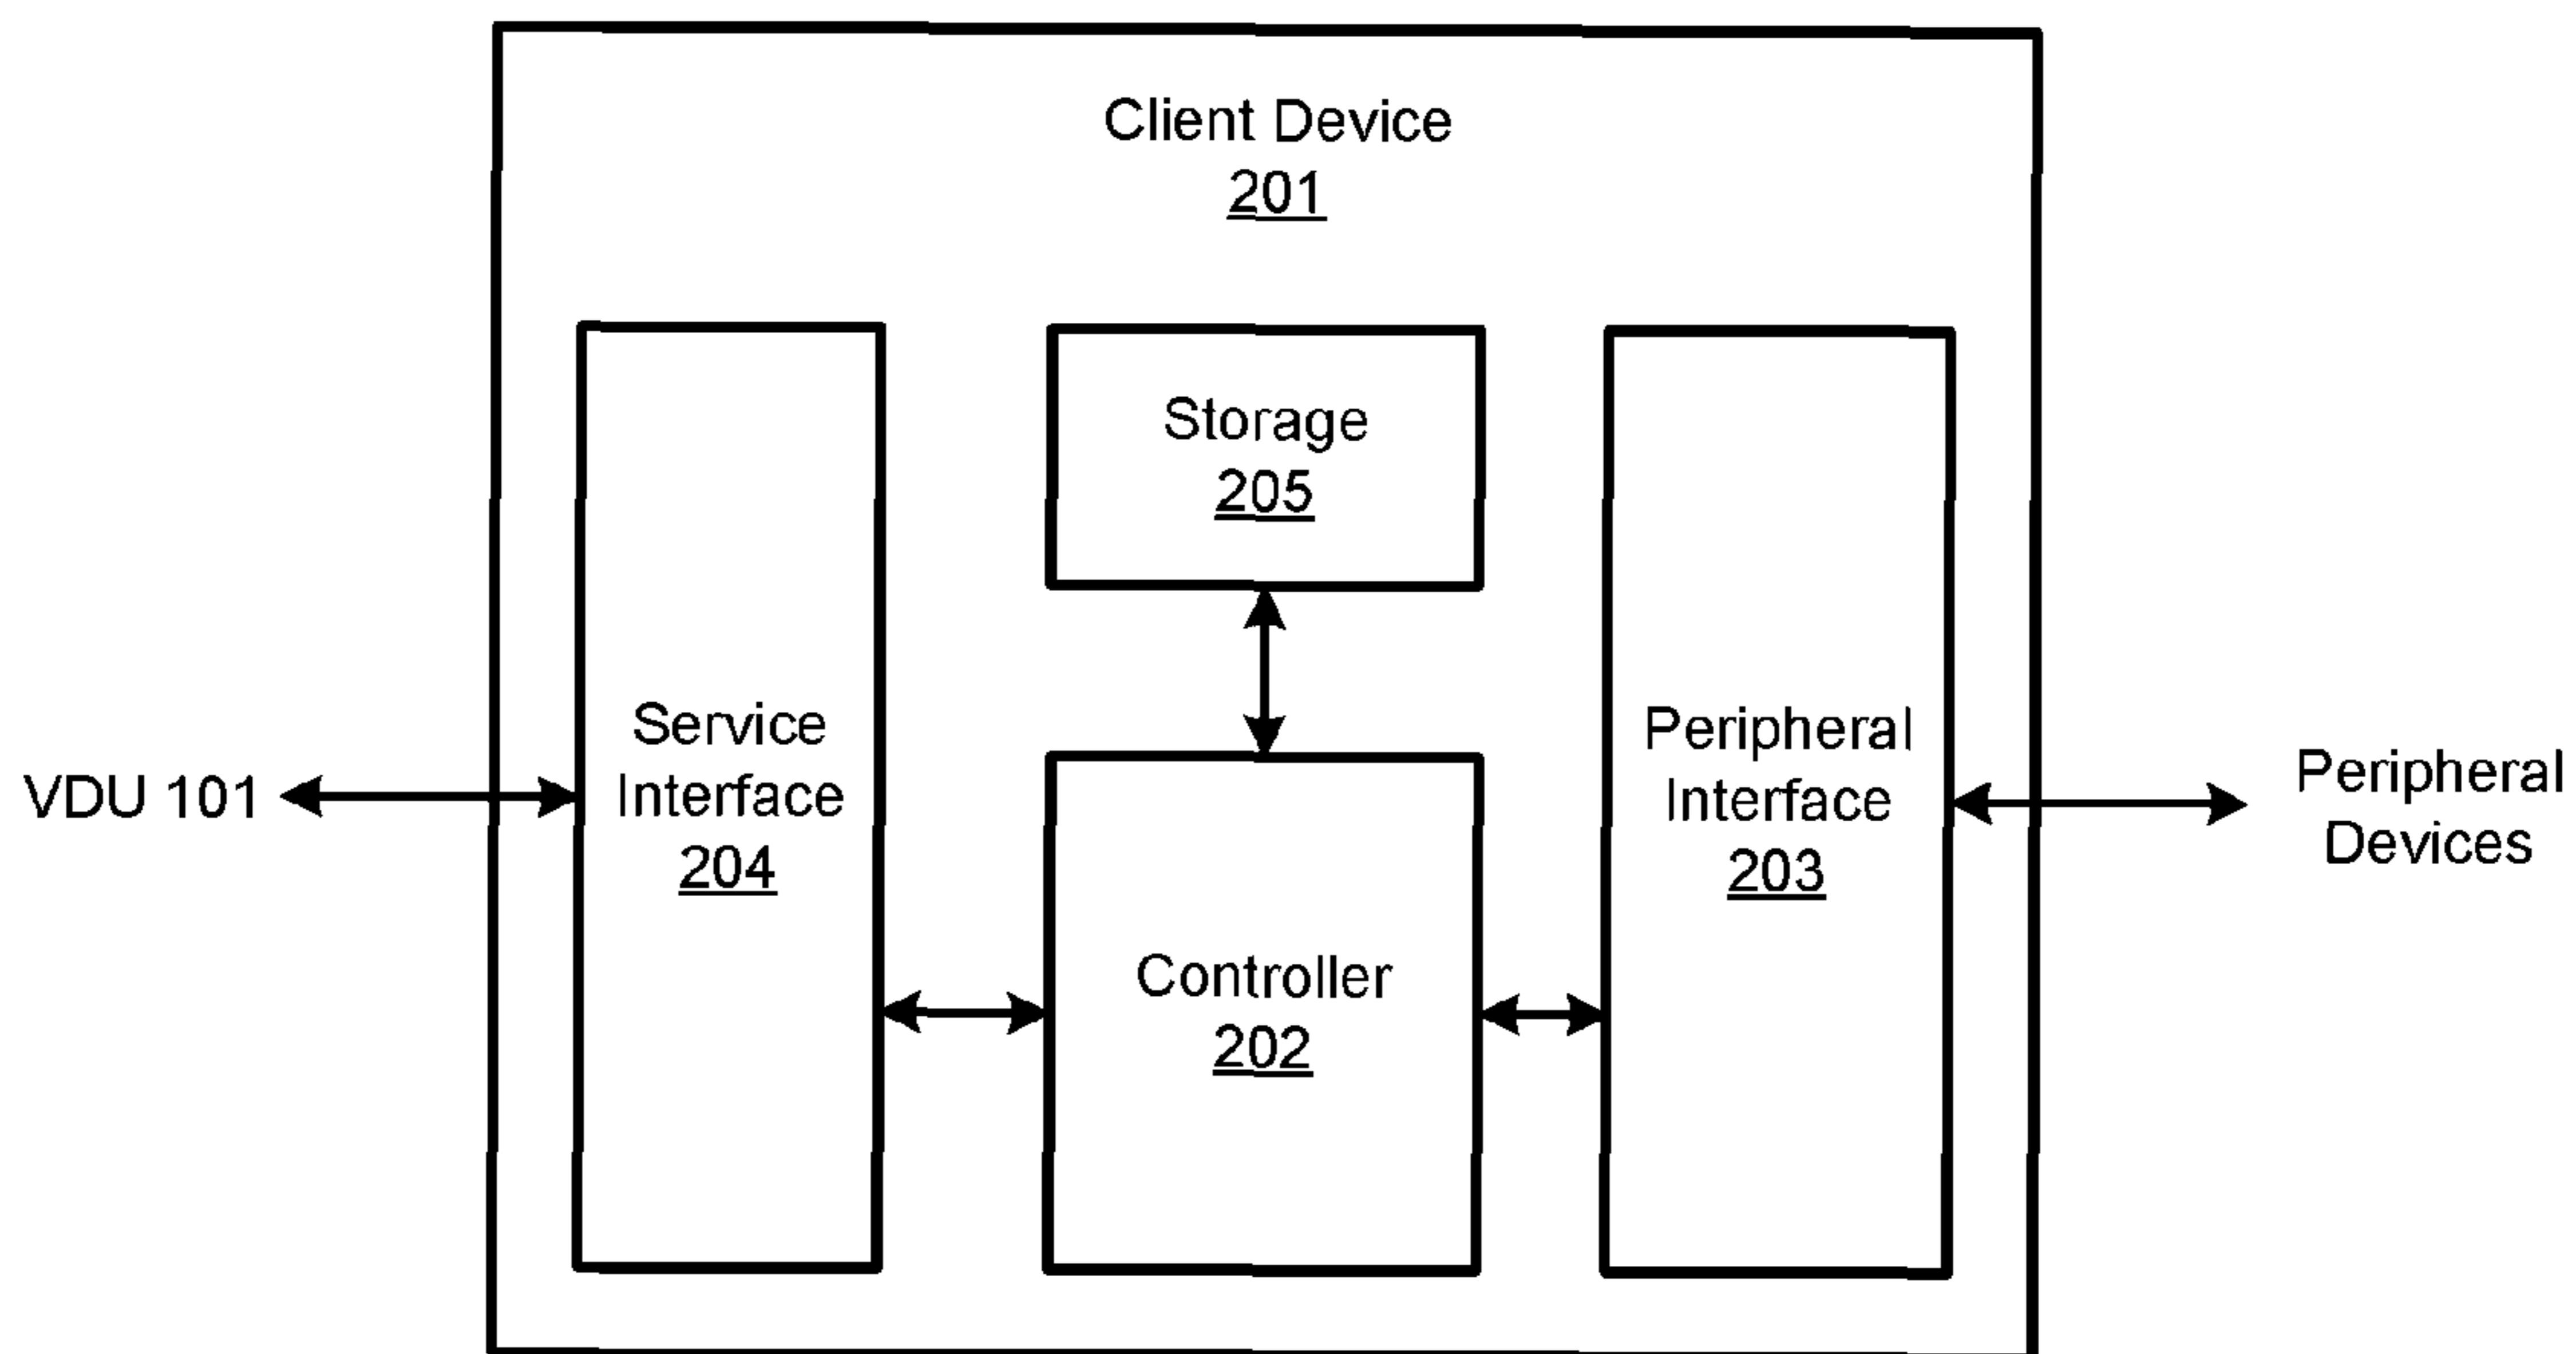 Client Device
201
Storage
205
Service
Interface
204
Peripheral
Interface
203
VDU 101
Peripheral
Devices
Controller
202